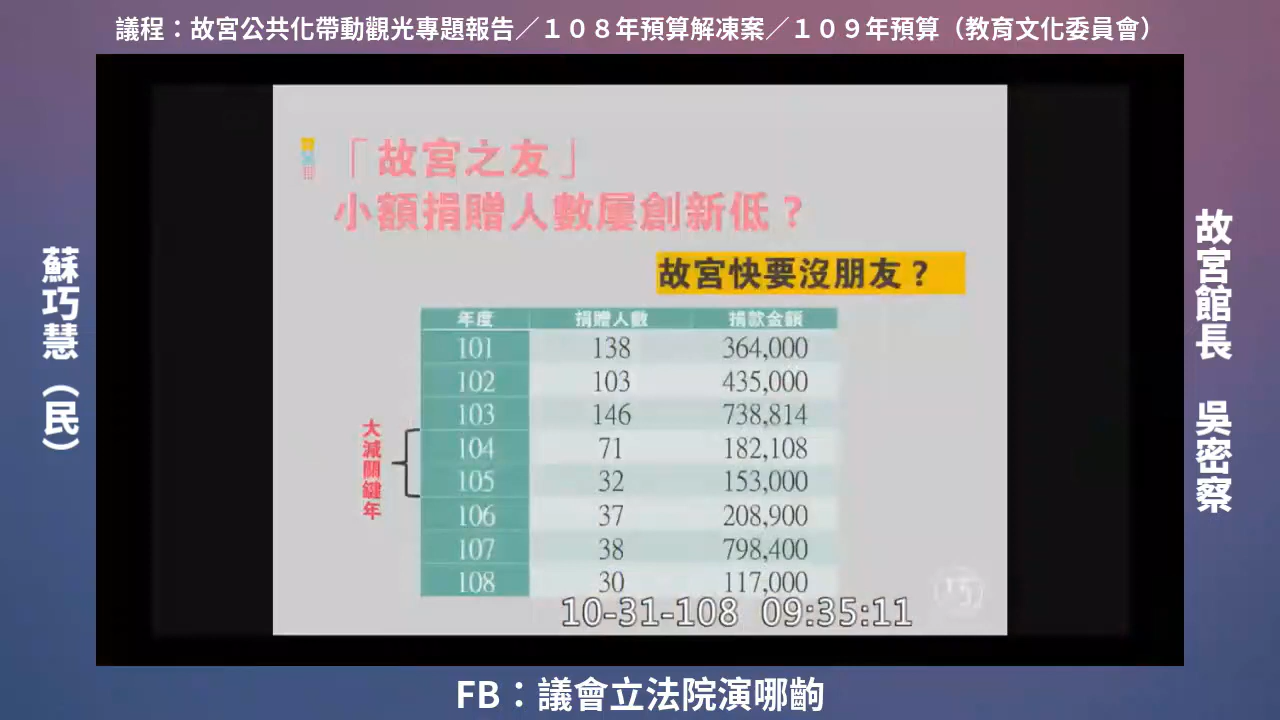 議程：故宮公共化帶動觀光專題報告／１０８年預算解凍案／１０９年預算（教育文化委員會）
蘇巧慧（民）
「故宮之友」
小額捐贈人數屢創新低？
故宮快要沒朋友？
年度 捐贈人數 捐款金額
101 138 364,000
102 103 435,000
103 146 738,814
104 71 182,108
105 32 153,000
106 37 208,900
107 38 798,400
108 30 117,000
大減關鍵年
巧
10-31-108 09:35:11
故宮館長 吳密察
FB：議會立法院演哪齣